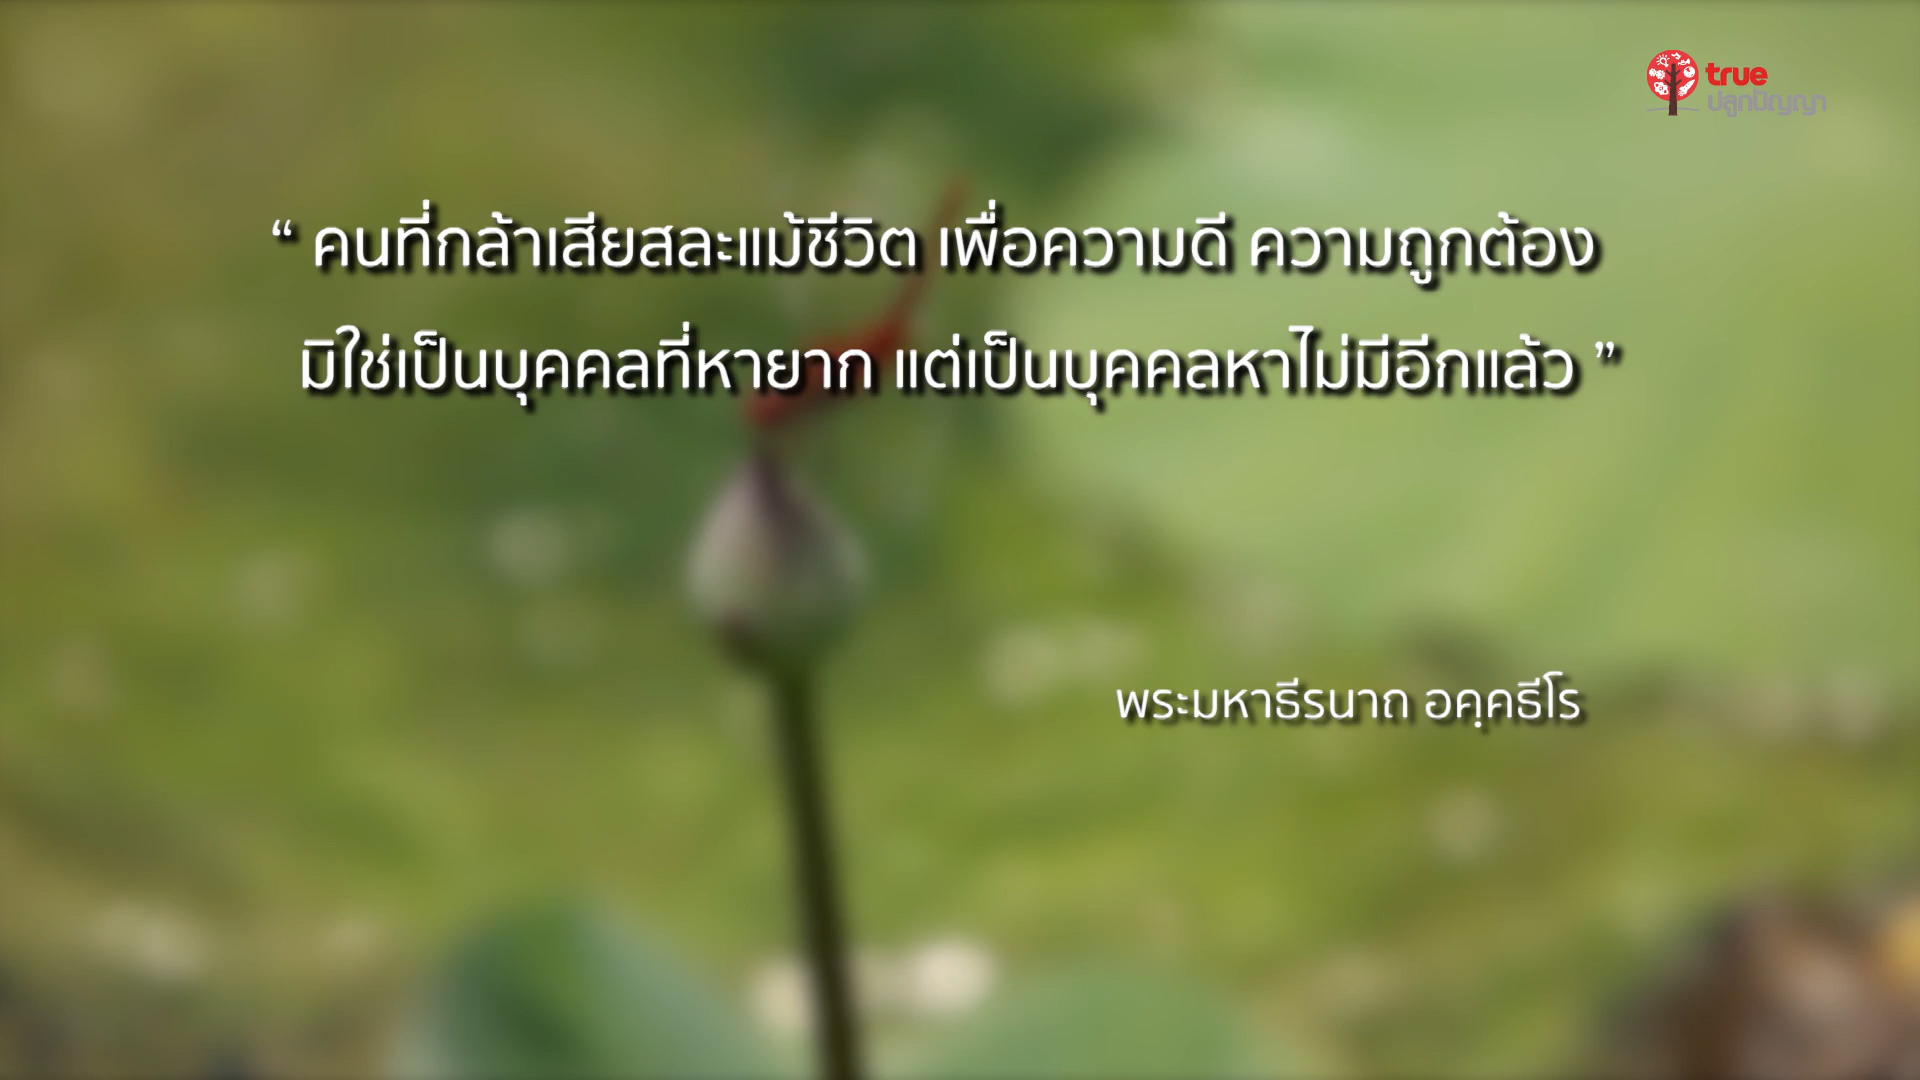 true
ปลูกปัญญา
“ คนที่กล้าเสียสละแม้ชีวิต เพื่อความดี ความถูกต้อง
มิใช่เป็นบุคคลที่หายาก แต่เป็นบุคคลหาไม่มีอีกแล้ว ”
พระมหาธีรนาถ อคฺคธีโร